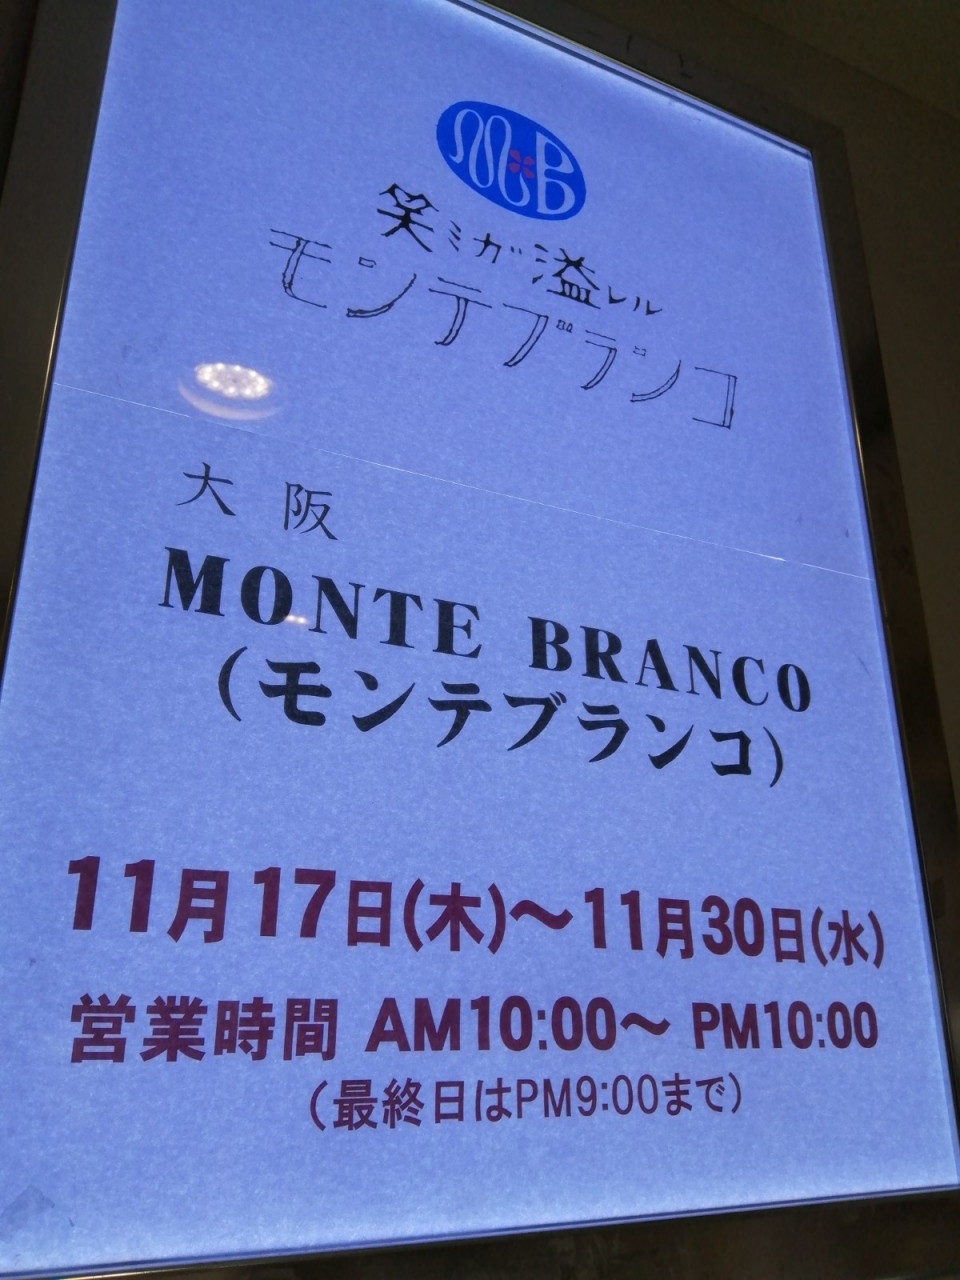 MB
笑ミガ溢レル
モンテブランコ
大阪
MONTE BRANCO
(モンテブランコ)
11月17日(木)～11月30日(水)
営業時間 AM10:00～ PM10:00
(最終日はPM9:00まで)